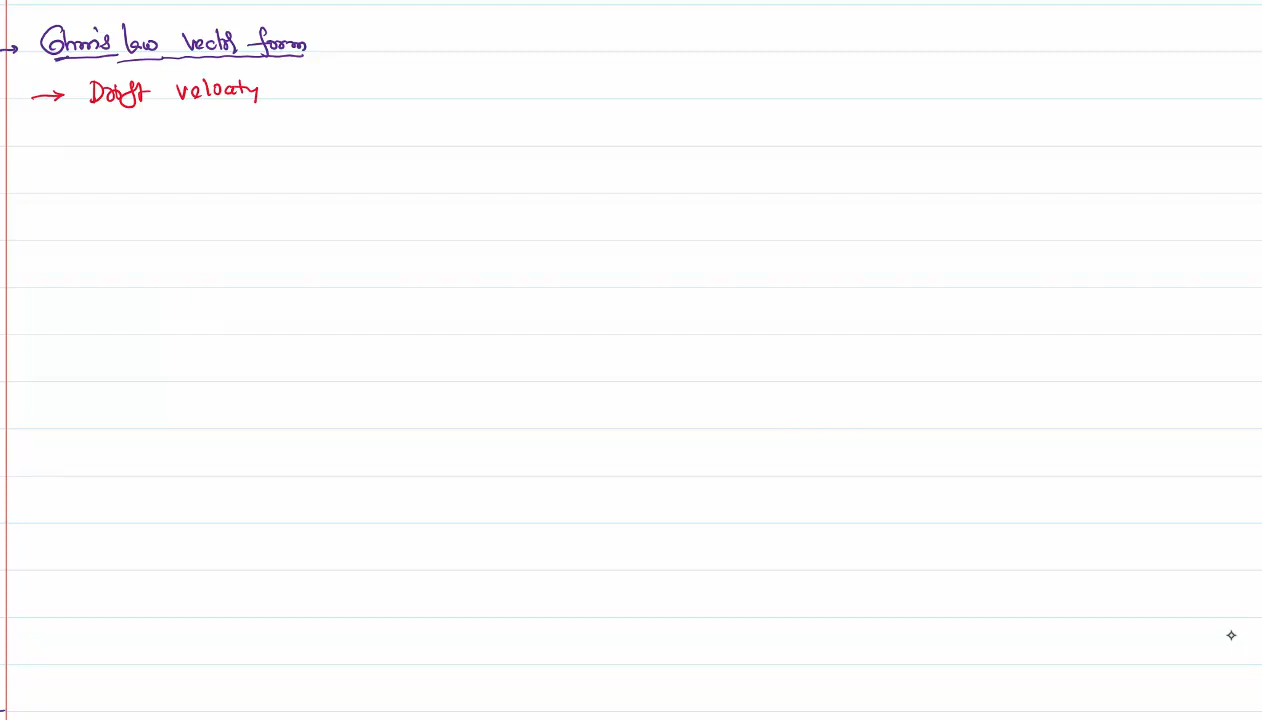 → Ohm's law vector form
→ Drift velocity